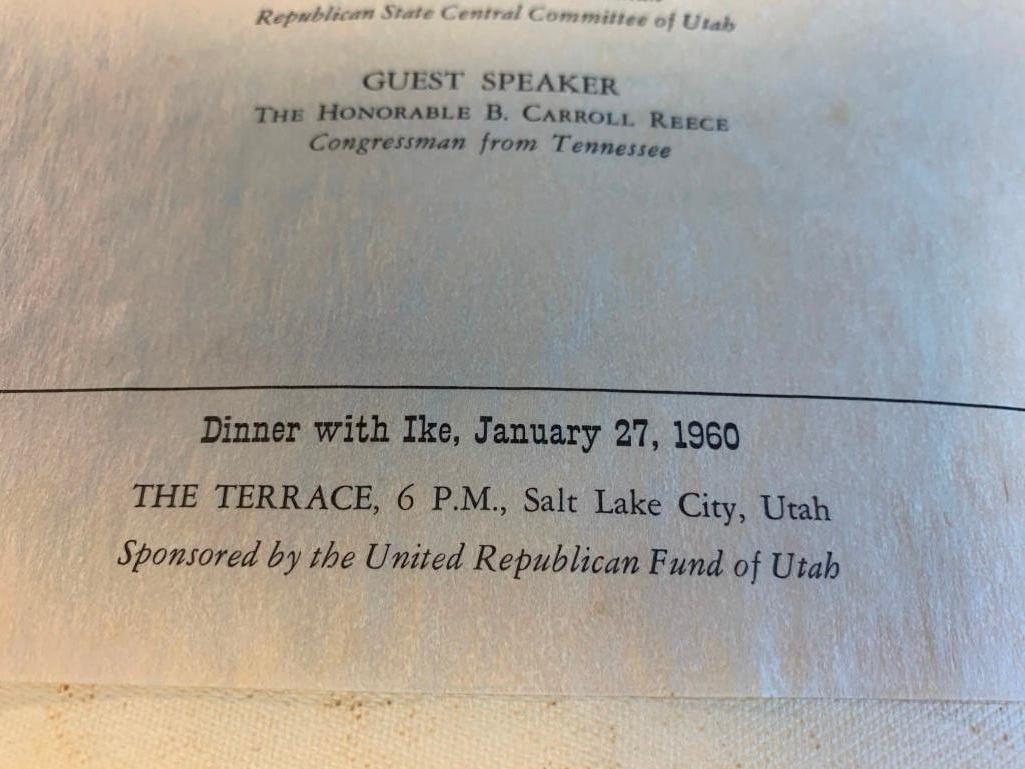 Republican State Central Committee of Utah
GUEST SPEAKER
THE HONORABLE B. CARROLL REECE
Congressman from Tennessee
Dinner with Ike, January 27, 1960
THE TERRACE, 6 P.M., Salt Lake City, Utah
Sponsored by the United Republican Fund of Utah